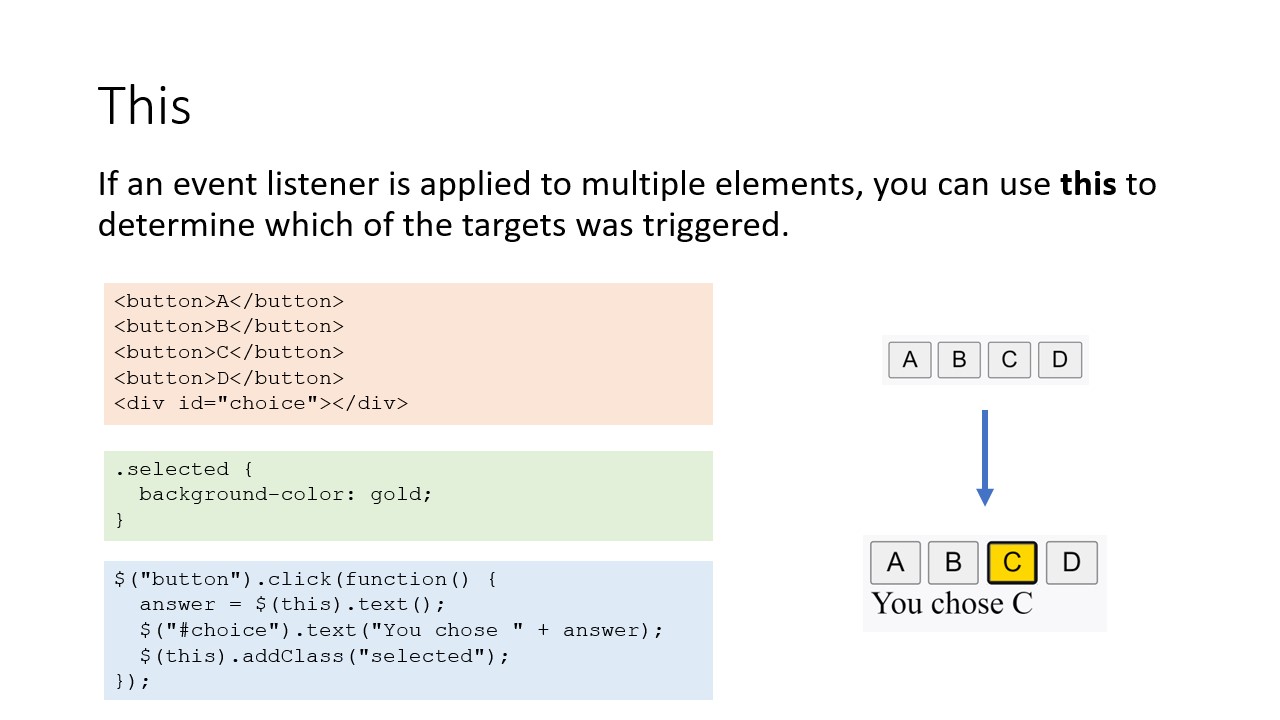 This
If an event listener is applied to multiple elements, you can use this to
determine which of the targets was triggered.
<button>A</button>
<button>B</button>
<button>C</button>
<button>D</button>
<div id="choice"></div>
.selected {
  background-color: gold;
}
$("button").click(function() {
  answer = $(this).text();
  $("#choice").text("You chose " + answer);
  $(this).addClass("selected");
});
A B C D
A B C D
You chose C